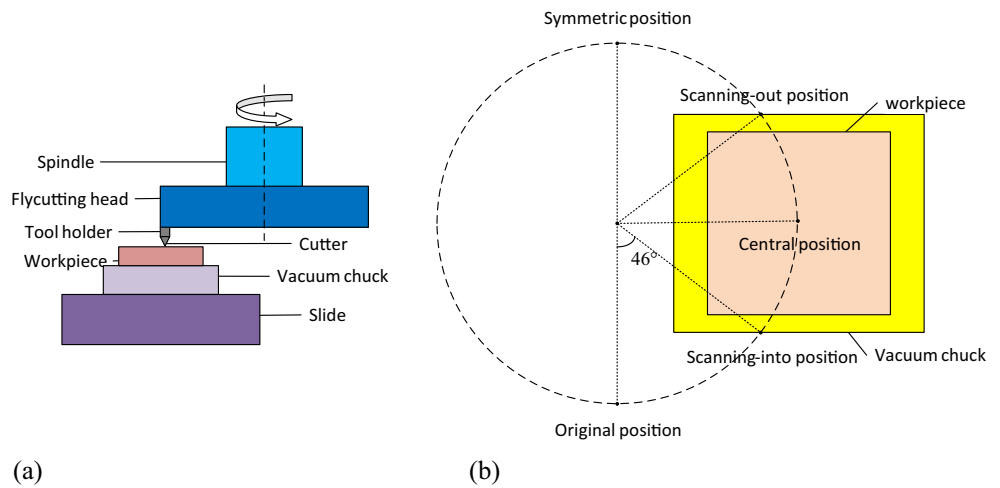 Spindle
Flycutting head
Tool holder
Cutter
Workpiece
Vacuum chuck
Slide
(a)
Symmetric position
Scanning-out position
workpiece
Central position
46°
Scanning-into position
Vacuum chuck
Original position
(b)